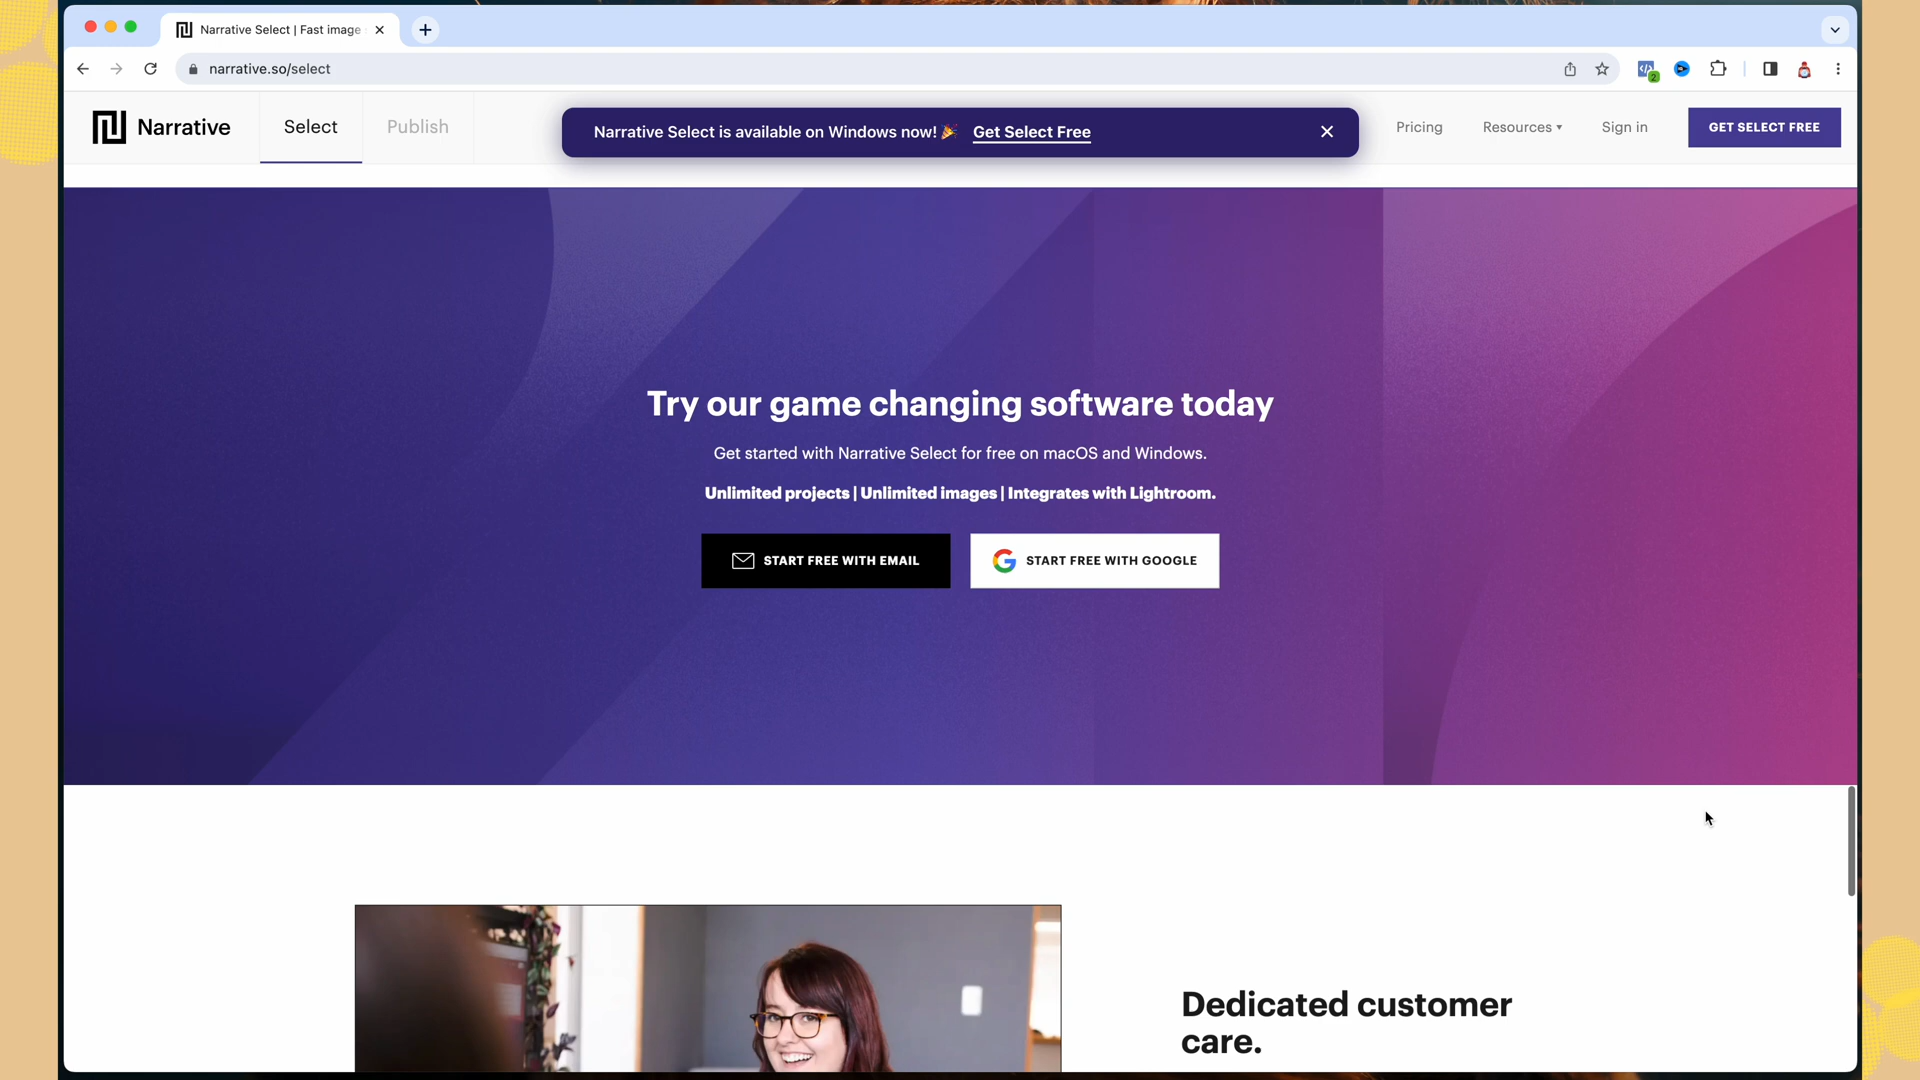 Narrative Select | Fast image
narrative.so/select
2
Narrative
Select
Publish
Narrative Select is available on Windows now! 🎉 Get Select Free
Pricing
Resources ▾
Sign in
GET SELECT FREE
Try our game changing software today
Get started with Narrative Select for free on macOS and Windows.
Unlimited projects | Unlimited images | Integrates with Lightroom.
START FREE WITH EMAIL
START FREE WITH GOOGLE
Dedicated customer
care.